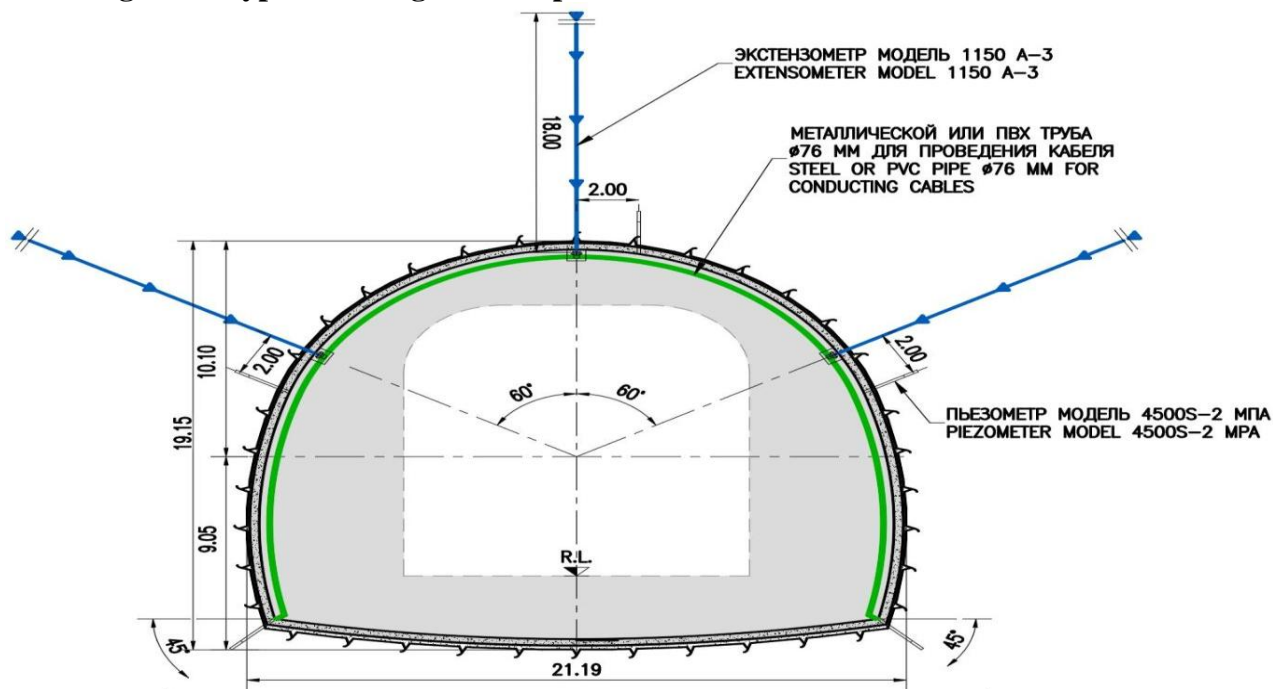 ЭКСТЕНЗОМЕТР МОДЕЛЬ 1150 А-3
EXTENSOMETER MODEL 1150 A-3
18.00
МЕТАЛЛИЧЕСКОЙ ИЛИ ПВХ ТРУБА
ø76 ММ ДЛЯ ПРОВЕДЕНИЯ КАБЕЛЯ
STEEL OR PVC PIPE ø76 MM FOR
CONDUCTING CABLES
2.00
2.00
2.00
10.10
19.15
60°
60°
ПЬЕЗОМЕТР МОДЕЛЬ 4500S-2 МПА
PIEZOMETER MODEL 4500S-2 MPA
9.05
R.L.
45°
45°
21.19